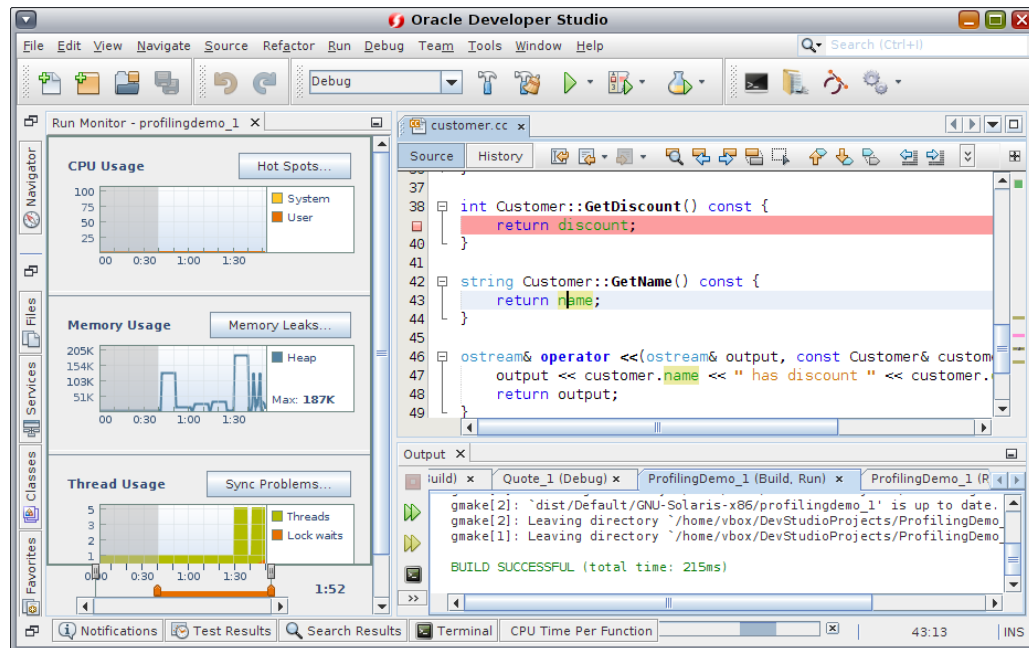 Oracle Developer Studio
File Edit View Navigate Source Refactor Run Debug Team Tools Window Help
Search (Ctrl+I)
Debug
Run Monitor - profilingdemo_1
customer.cc
Source History
Navigator
Files
Services
Classes
Favorites
CPU Usage
Hot Spots...
100
75
50
25
System
User
00 0:30 1:00 1:30
Memory Usage
Memory Leaks...
205K
154K
103K
51K
Heap
Max: 187K
00 0:30 1:00 1:30
Thread Usage
Sync Problems...
5
3
2
1
Threads
Lock waits
0:00 0:30 1:00 1:30
1:52
37
38 int Customer::GetDiscount() const {
return discount;
40 }
41
42 string Customer::GetName() const {
43 return name;
44 }
45
46 ostream& operator <<(ostream& output, const Customer& custom
47 output << customer.name << " has discount " << customer.
48 return output;
49 }
Output
uild) Quote_1 (Debug) ProfilingDemo_1 (Build, Run) ProfilingDemo_1 (R
gmake[2]: `dist/Default/GNU-Solaris-x86/profilingdemo_1' is up to date.
gmake[2]: Leaving directory `/home/vbox/DevStudioProjects/ProfilingDemo_
gmake[1]: Leaving directory `/home/vbox/DevStudioProjects/ProfilingDemo_
BUILD SUCCESSFUL (total time: 215ms)
>>
Notifications Test Results Search Results Terminal CPU Time Per Function 43:13 INS